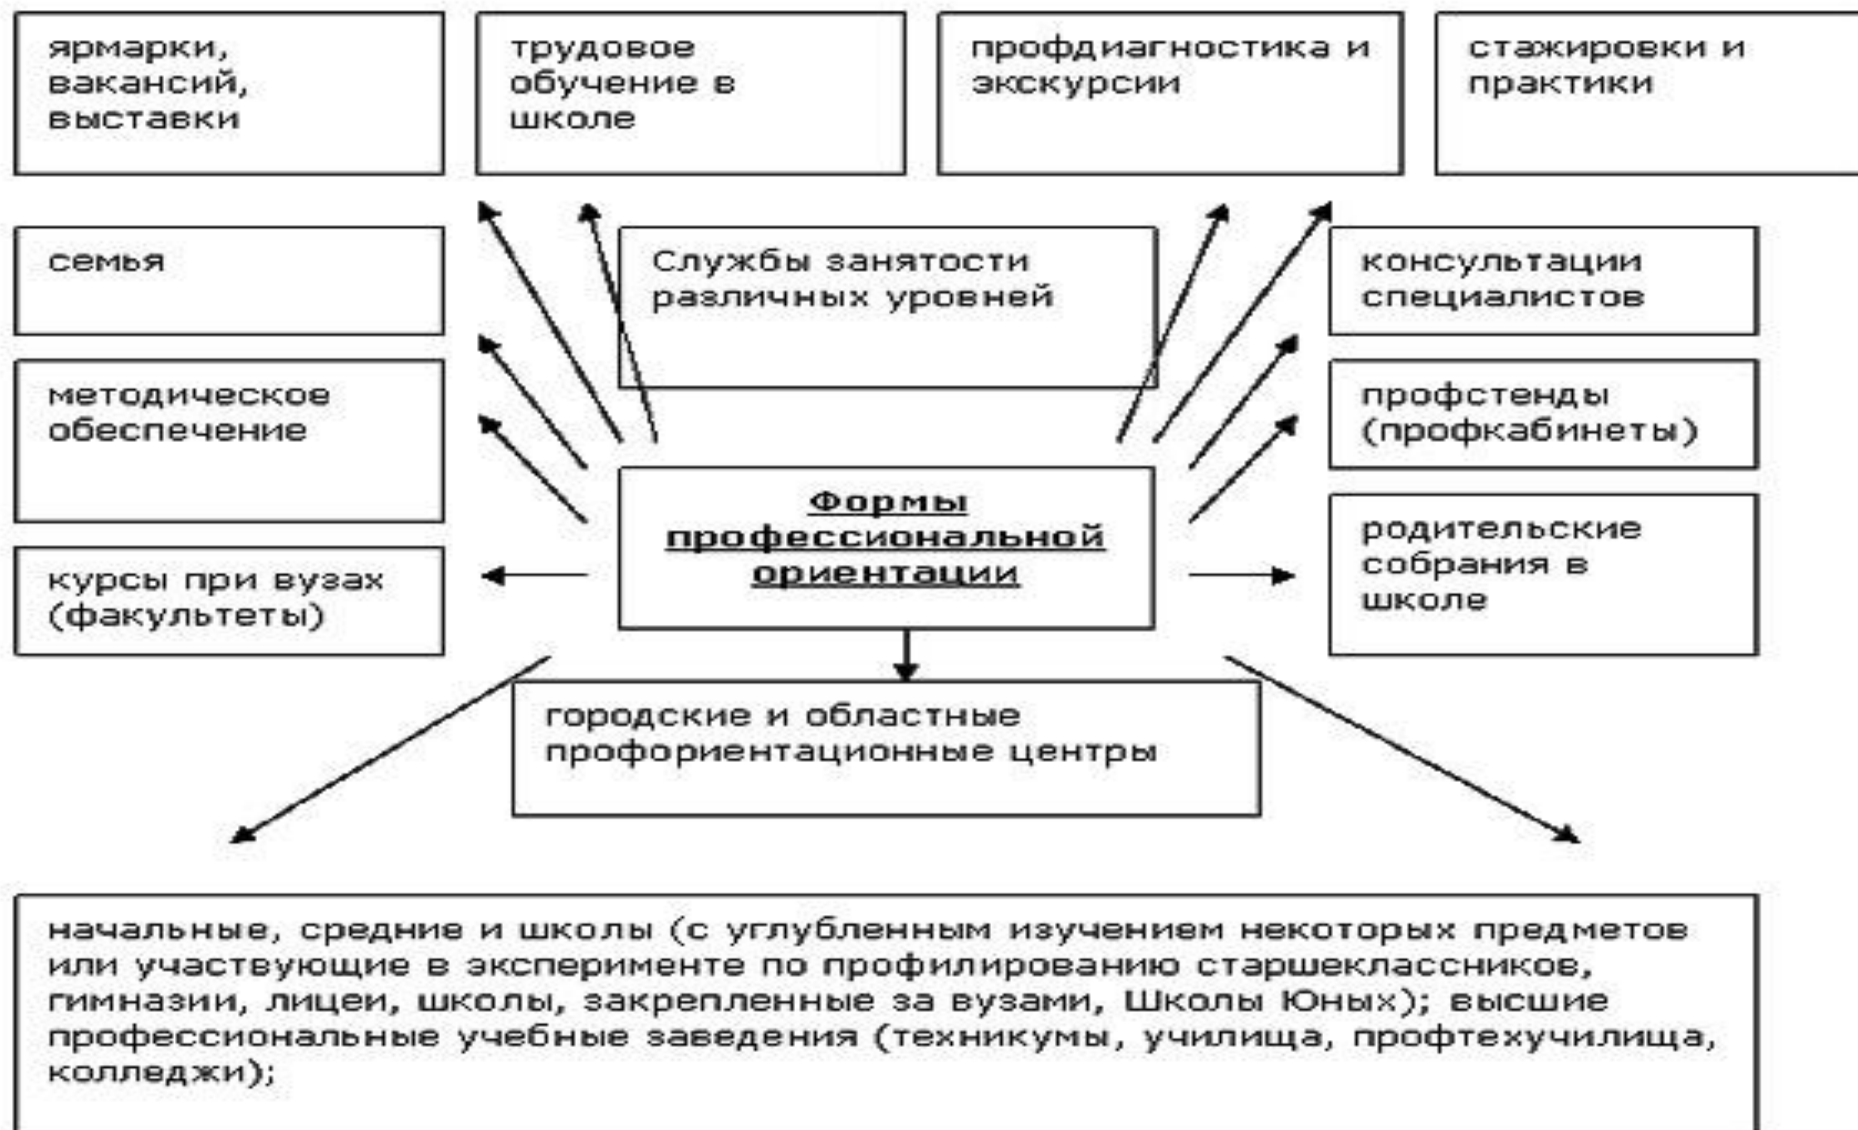 ярмарки,
вакансий,
выставки
трудовое
обучение в
школе
профдиагностика и
экскурсии
стажировки и
практики
семья
Службы занятости
различных уровней
консультации
специалистов
методическое
обеспечение
профстенды
(профкабинеты)
Формы
профессиональной
ориентации
родительские
собрания в
школе
курсы при вузах
(факультеты)
городские и областные
профориентационные центры
начальные, средние и школы (с углубленным изучением некоторых предметов
или участвующие в эксперименте по профилированию старшеклассников,
гимназии, лицеи, школы, закрепленные за вузами, Школы Юных); высшие
профессиональные учебные заведения (техникумы, училища, профтехучилища,
колледжи);